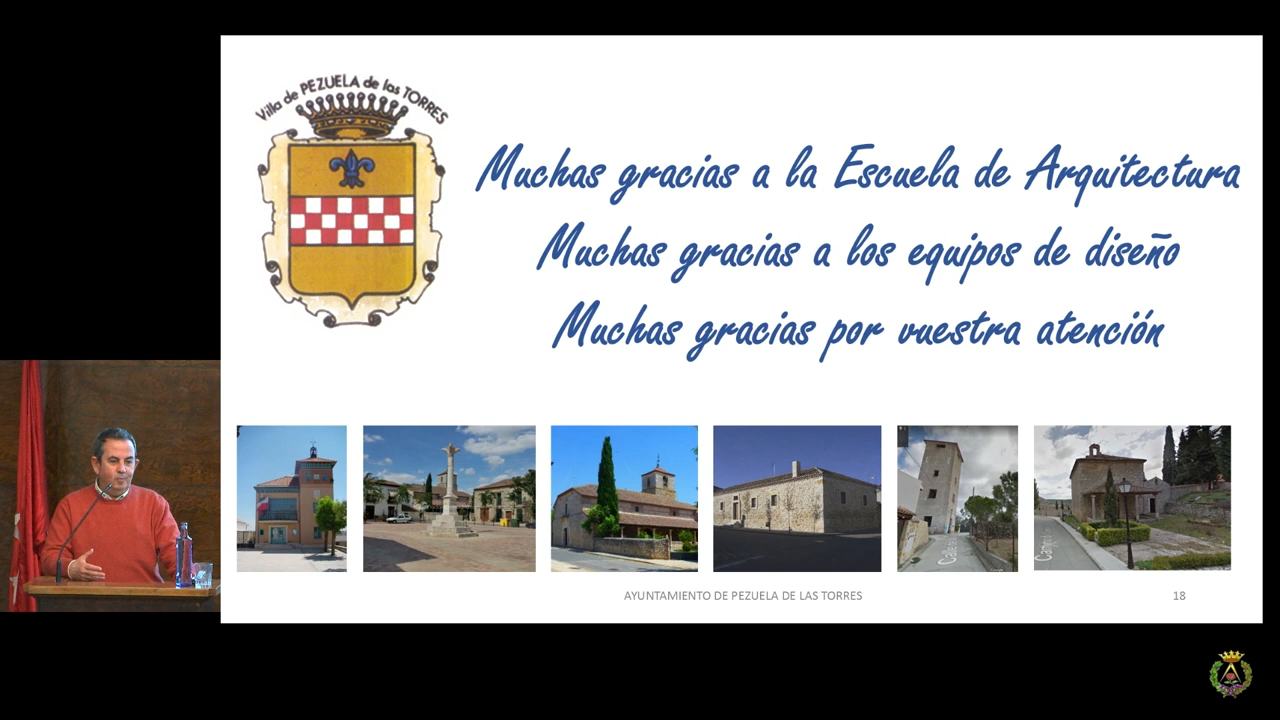 Villa de PEZUELA de las TORRES
Muchas gracias a la Escuela de Arquitectura
Muchas gracias a los equipos de diseño
Muchas gracias por vuestra atención
AYUNTAMIENTO DE PEZUELA DE LAS TORRES
18